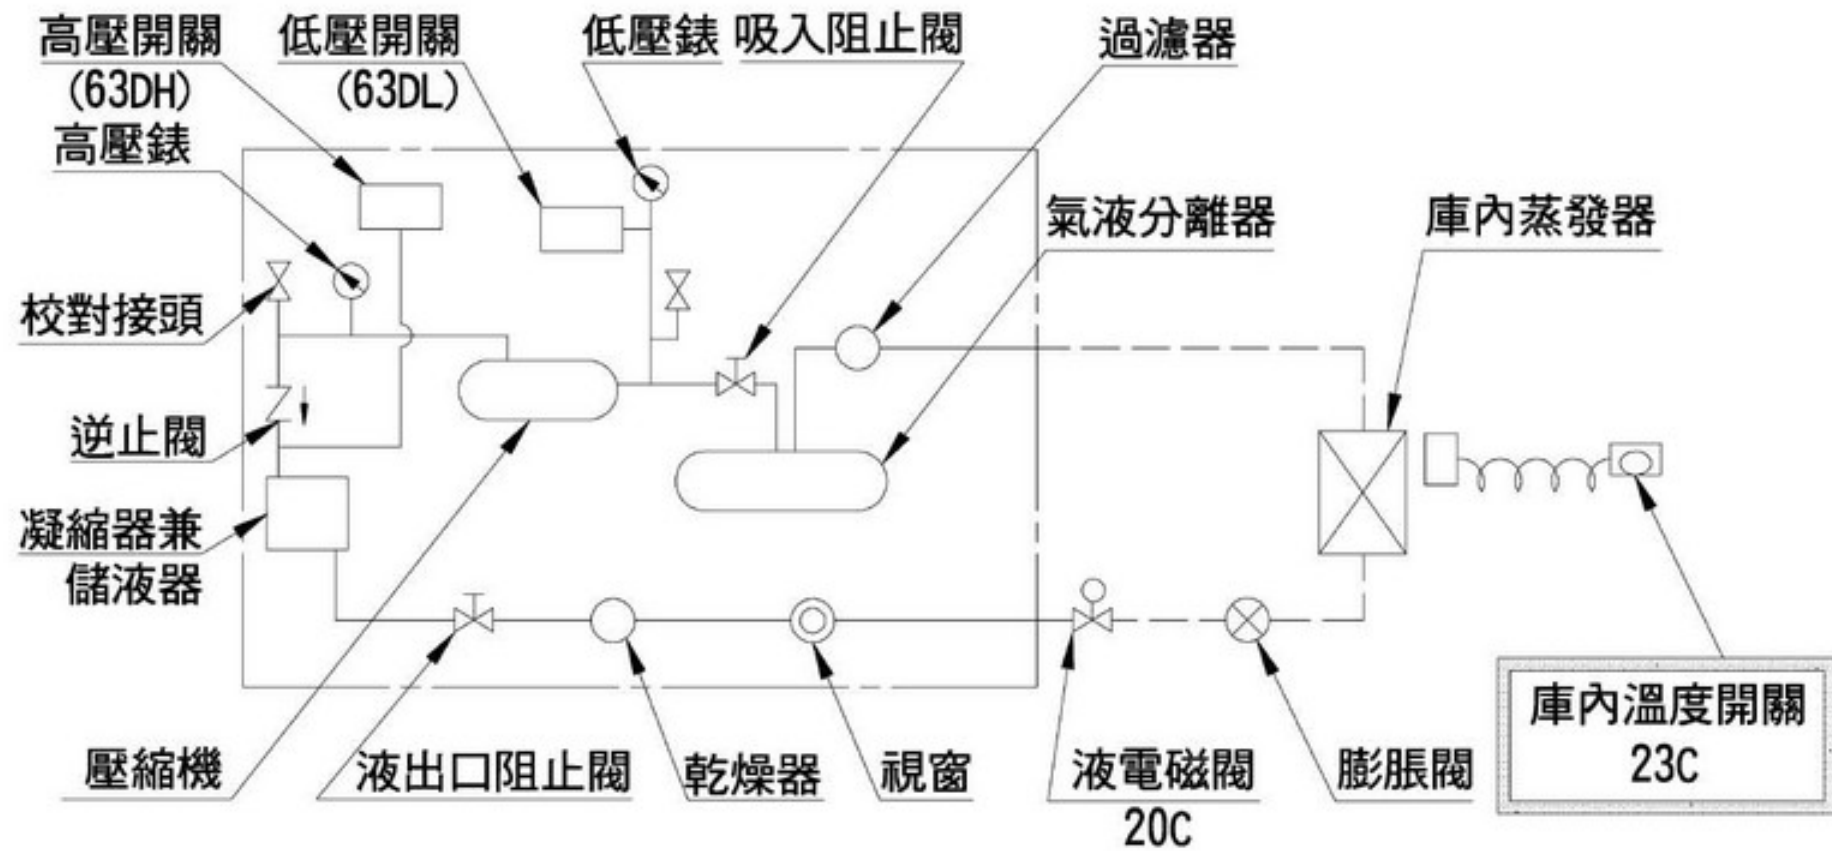 高壓開關
(63DH)
高壓錶
低壓開關
(63DL)
低壓錶
吸入阻止閥
過濾器
氣液分離器
庫內蒸發器
校對接頭
逆止閥
凝縮器兼
儲液器
壓縮機
液出口阻止閥
乾燥器
視窗
液電磁閥
20C
膨脹閥
庫內溫度開關
23C